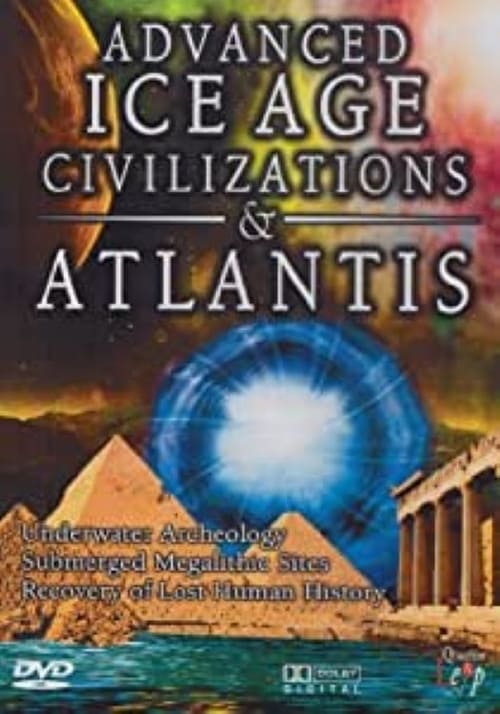 ADVANCED
ICE AGE
CIVILIZATIONS
&
ATLANTIS
Underwater Archeology
Submerged Megalithic Sites
Recovery of Lost Human History
DVD
DOLBY
DIGITAL